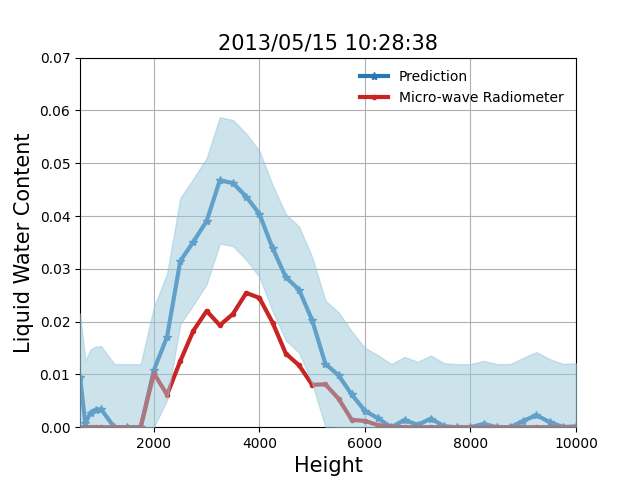 2013/05/15 10:28:38
0.07
0.06
0.05
0.04
0.03
0.02
0.01
0.00
Liquid Water Content
Prediction
Micro-wave Radiometer
2000 4000 6000 8000 10000
Height